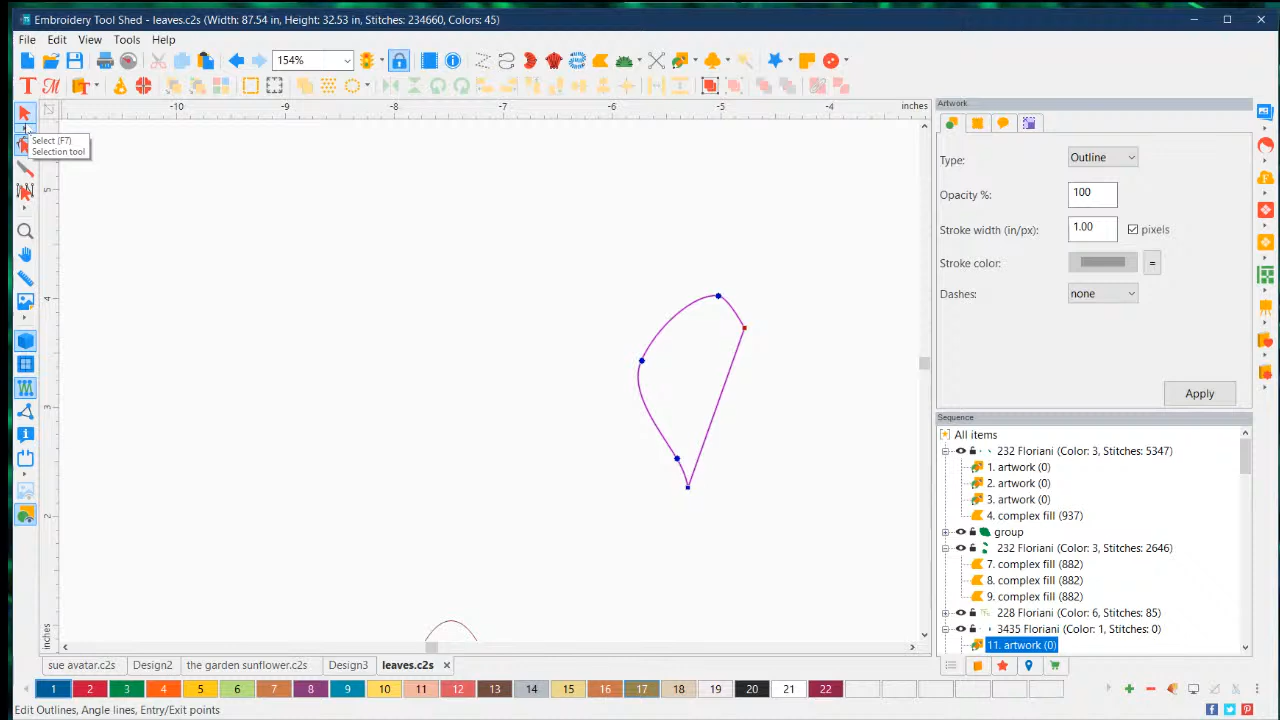 Embroidery Tool Shed - leaves.c2s (Width: 87.54 in, Height: 32.53 in, Stitches: 234660, Colors: 45)
File Edit View Tools Help
154%
T M T
-10 -9 -8 -7 -6 -5 -4 inches
Artwork
Select (F7)
Selection tool
Type: Outline
Opacity %: 100
Stroke width (in/px): 1.00 pixels
Stroke color: =
Dashes: none
5
4
3
2
inches
Apply
Sequence
All items
232 Floriani (Color: 3, Stitches: 5347)
1. artwork (0)
2. artwork (0)
3. artwork (0)
4. complex fill (937)
group
232 Floriani (Color: 3, Stitches: 2646)
7. complex fill (882)
8. complex fill (882)
9. complex fill (882)
228 Floriani (Color: 6, Stitches: 85)
3435 Floriani (Color: 1, Stitches: 0)
11. artwork (0)
sue avatar.c2s Design2 the garden sunflower.c2s Design3 leaves.c2s
1 2 3 4 5 6 7 8 9 10 11 12 13 14 15 16 17 18 19 20 21 22
Edit Outlines, Angle lines, Entry/Exit points